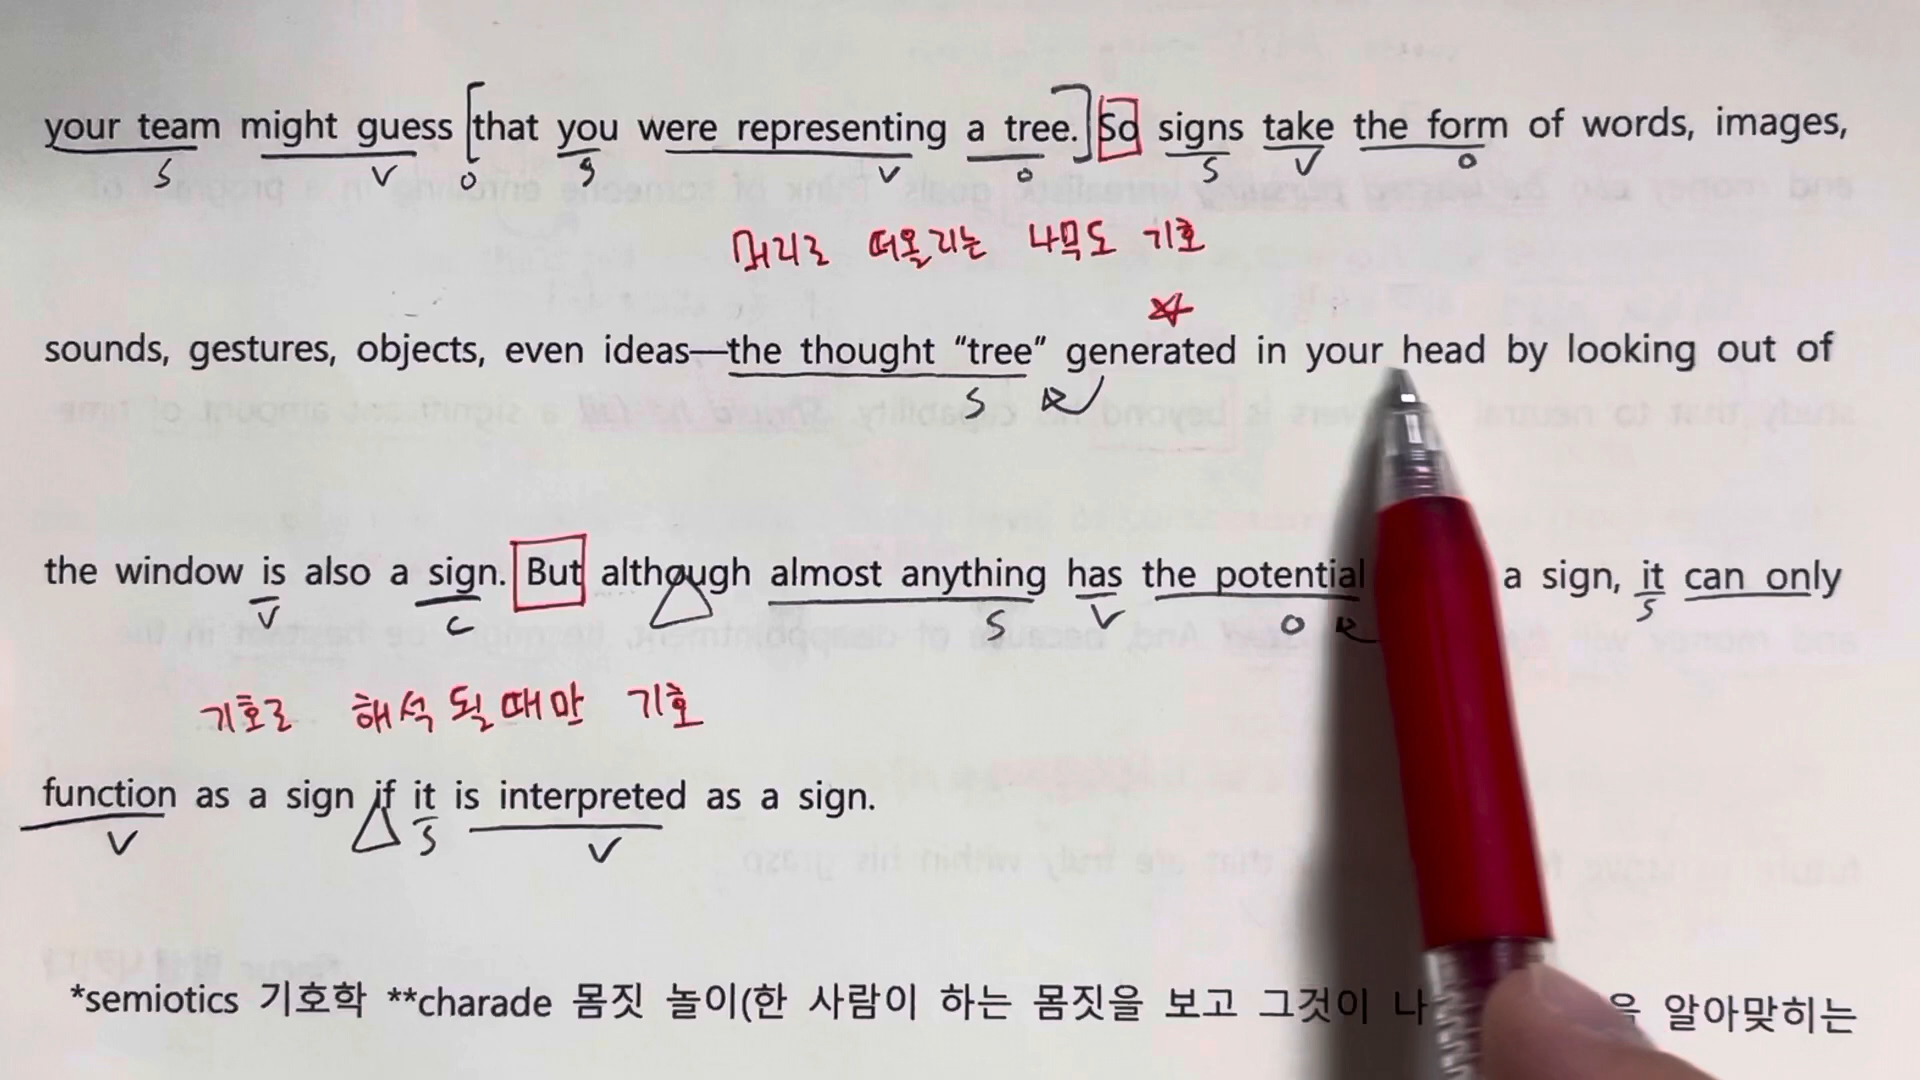 your team might guess [that you were representing a tree.] So signs take the form of words, images,
S V O S V O S V O
머리로 떠올리는 나무도 기호
sounds, gestures, objects, even ideas—the thought “tree” generated in your head by looking out of
S
the window is also a sign. But although almost anything has the potential a sign, it can only
V C S V O S
기호로 해석 될 때만 기호
function as a sign if it is interpreted as a sign.
V S V
*semiotics 기호학 **charade 몸짓 놀이(한 사람이 하는 몸짓을 보고 그것이 나 을 알아맞히는